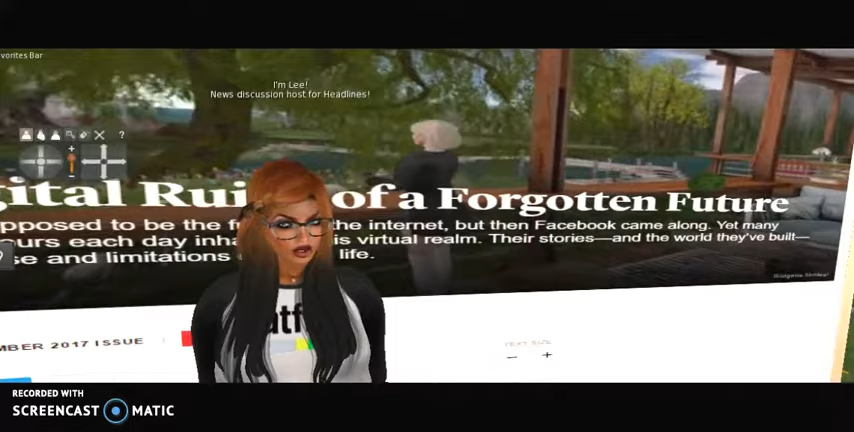 vorites Bar
I'm Lee!
News discussion host for Headlines!
?
gital Rui of a Forgotten Future
pposed to be the f the internet, but then Facebook came along. Yet many
ours each day inha is virtual realm. Their stories—and the world they've built—
se and limitations life.
MBER 2017 ISSUE
TEXT SIZE
− +
RECORDED WITH
SCREENCAST MATIC